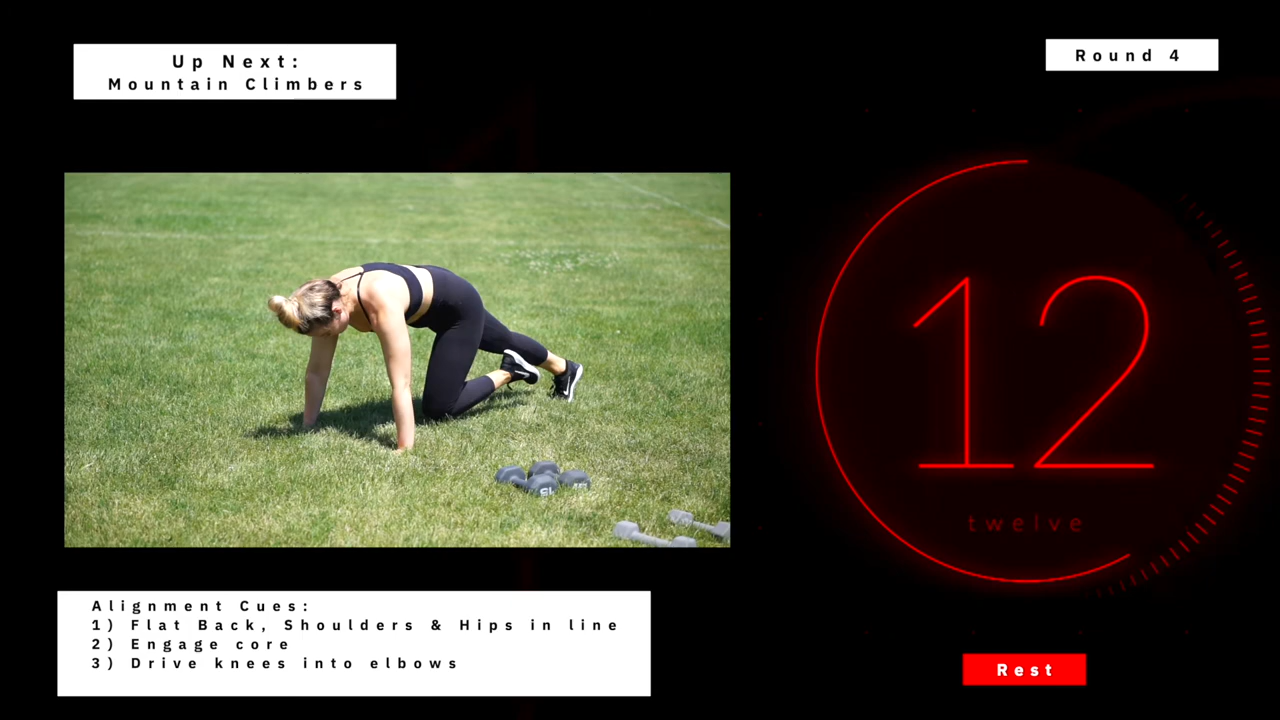 Up Next:
Mountain Climbers
Round 4
12
twelve
Alignment Cues:
1) Flat Back, Shoulders & Hips in line
2) Engage core
3) Drive knees into elbows
Rest